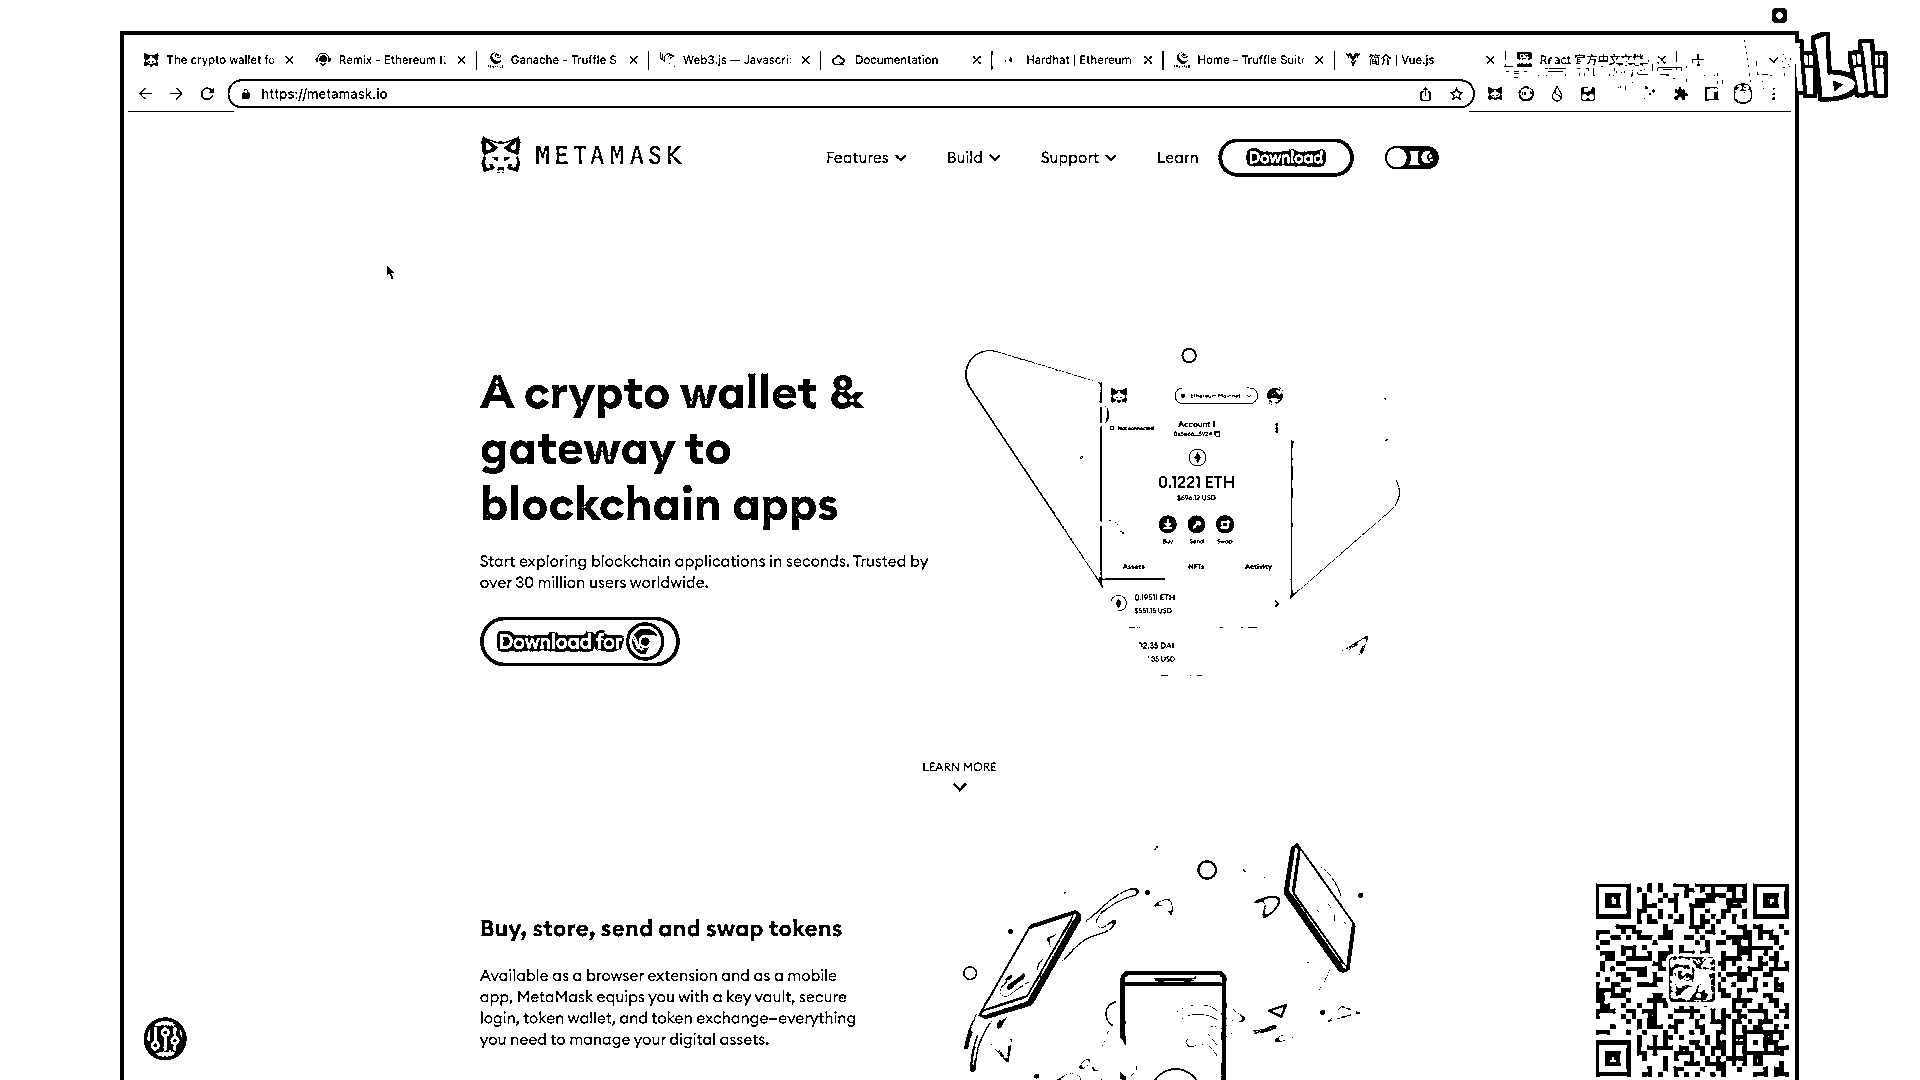 The crypto wallet fo
Remix - Ethereum I
Ganache - Truffle S
Web3.js — Javascri
Documentation
Hardhat | Ethereum
Home - Truffle Suite
简介 | Vue.js
React 官方中文文档
https://metamask.io
METAMASK
Features
Build
Support
Learn
Download
A crypto wallet &
gateway to
blockchain apps
Start exploring blockchain applications in seconds. Trusted by
over 30 million users worldwide.
Download for
Ethereum Mainnet
Not connected
Account 1
0.1221 ETH
$696.12 USD
Buy
Send
Swap
Assets
NFTs
Activity
0.19511 ETH
$551.15 USD
12.35 DAI
LEARN MORE
Buy, store, send and swap tokens
Available as a browser extension and as a mobile
app, MetaMask equips you with a key vault, secure
login, token wallet, and token exchange—everything
you need to manage your digital assets.